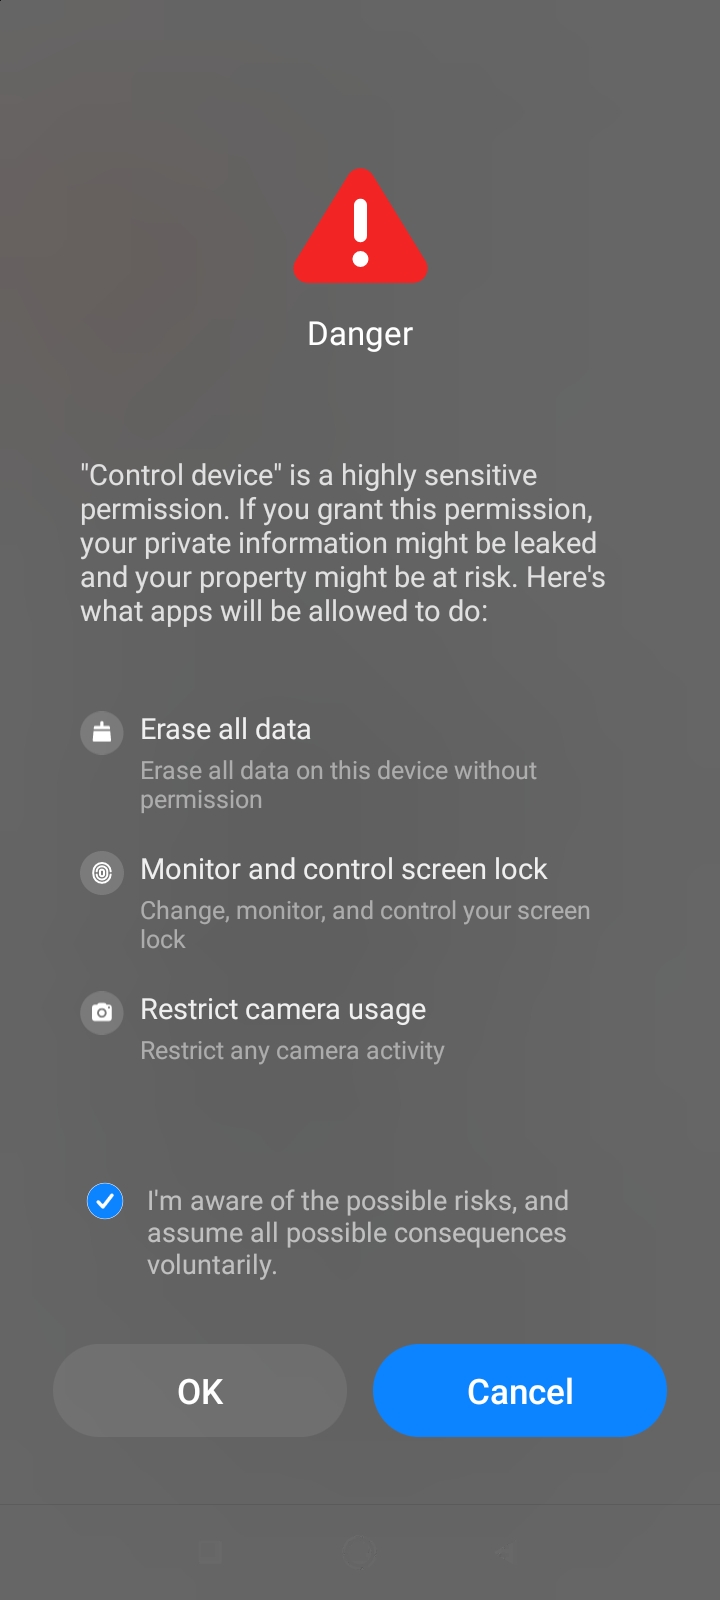 Danger
"Control device" is a highly sensitive
permission. If you grant this permission,
your private information might be leaked
and your property might be at risk. Here's
what apps will be allowed to do:
Erase all data
Erase all data on this device without
permission
Monitor and control screen lock
Change, monitor, and control your screen
lock
Restrict camera usage
Restrict any camera activity
I'm aware of the possible risks, and
assume all possible consequences
voluntarily.
OK
Cancel